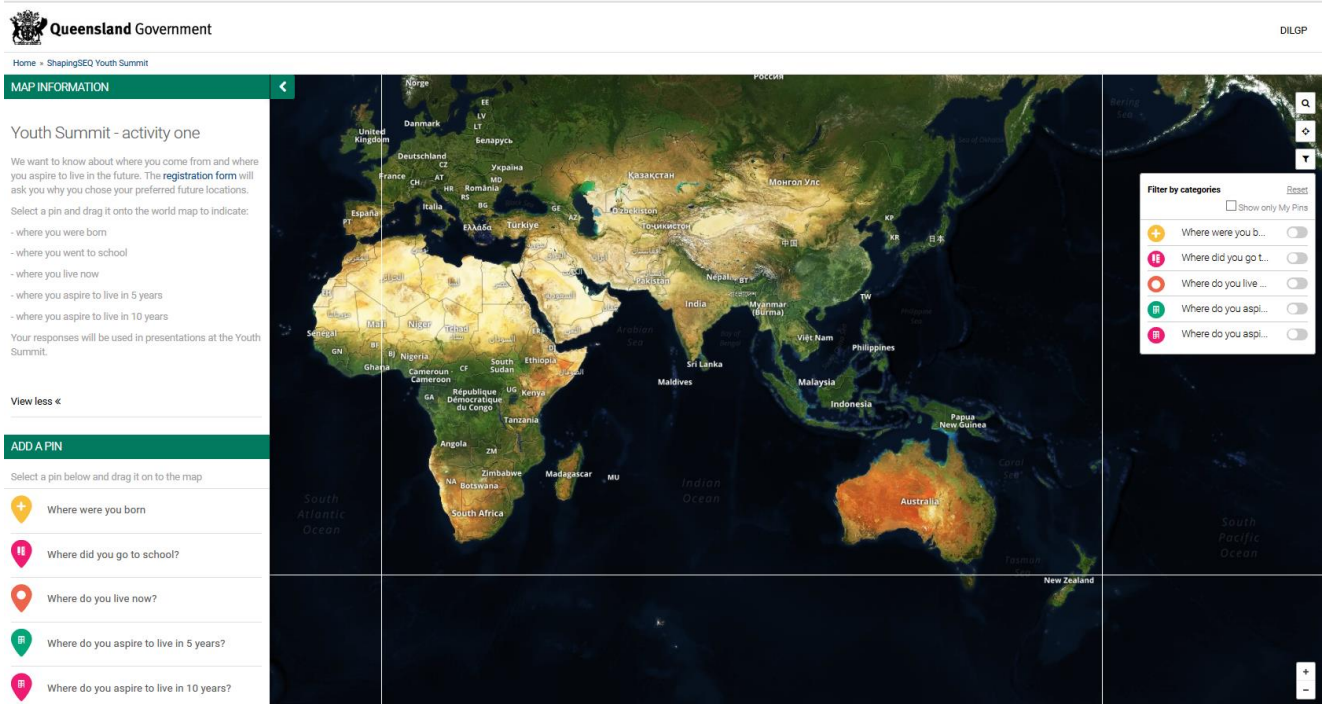 Queensland Government
DILGP
Home » ShapingSEQ Youth Summit
MAP INFORMATION
Youth Summit - activity one
We want to know about where you come from and where
you aspire to live in the future. The registration form will
ask you why you chose your preferred future locations.
Select a pin and drag it onto the world map to indicate:
- where you were born
- where you went to school
- where you live now
- where you aspire to live in 5 years
- where you aspire to live in 10 years
Your responses will be used in presentations at the Youth
Summit.
View less «
ADD A PIN
Select a pin below and drag it on to the map
Where were you born
Where did you go to school?
Where do you live now?
Where do you aspire to live in 5 years?
Where do you aspire to live in 10 years?
Filter by categories
Reset
Show only My Pins
Where were you b...
Where did you go t...
Where do you live ...
Where do you aspi...
Where do you aspi...
Россия
Norge
EE
LV
LT
Danmark
United
Kingdom
Беларусь
Deutschland
CZ
Україна
France
CH
AT
MD
HR
România
RS
BG
Italia
España
PT
Ελλάδα
Türkiye
GE
AZ
Қазақстан
Монгол Улс
O'zbekiston
Тоҷикистон
中国
KP
KR
日本
Pakistan
Nepal
BT
India
Myanmar
(Burma)
TW
Việt Nam
Philippines
Philippine
Sea
Arabian
Sea
Bay of
Bengal
Sri Lanka
Maldives
Malaysia
Indonesia
Papua
New Guinea
EH
Mali
Niger
Tchad
ER
DJ
Senegal
GN
BI
BJ
Nigeria
Ghana
Cameroun -
Cameroon
CF
South
Sudan
Ethiopia
GA
République
Démocratique
du Congo
UG
Kenya
Tanzania
Angola
ZM
Zimbabwe
NA
Botswana
Madagascar
MU
South Africa
South
Atlantic
Ocean
Indian
Ocean
Australia
Coral
Sea
Tasman
Sea
New Zealand
South
Pacific
Ocean
Bering
Sea
Sea of Okhotsk